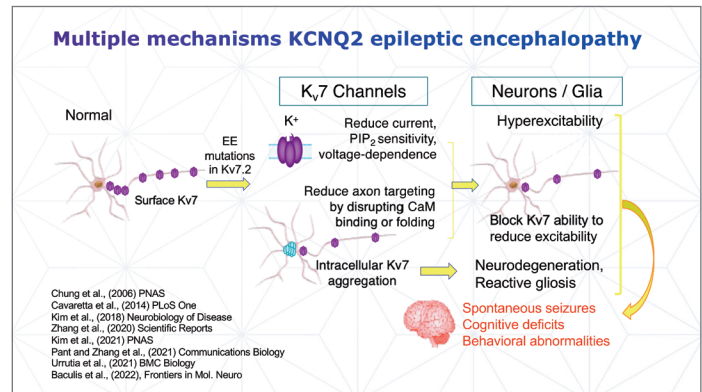 Multiple mechanisms KCNQ2 epileptic encephalopathy
Kv7 Channels
Neurons / Glia
Normal
K+
Reduce current,
PIP2 sensitivity,
voltage-dependence
Hyperexcitability
EE
mutations
in Kv7.2
Surface Kv7
Reduce axon targeting
by disrupting CaM
binding or folding
Block Kv7 ability to
reduce excitability
Intracellular Kv7
aggregation
Neurodegeneration,
Reactive gliosis
Spontaneous seizures
Cognitive deficits
Behavioral abnormalities
Chung et al., (2006) PNAS
Cavaretta et al., (2014) PLoS One
Kim et al., (2018) Neurobiology of Disease
Zhang et al., (2020) Scientific Reports
Kim et al., (2021) PNAS
Pant and Zhang et al., (2021) Communications Biology
Urrutia et al., (2021) BMC Biology
Baculis et al., (2022), Frontiers in Mol. Neuro